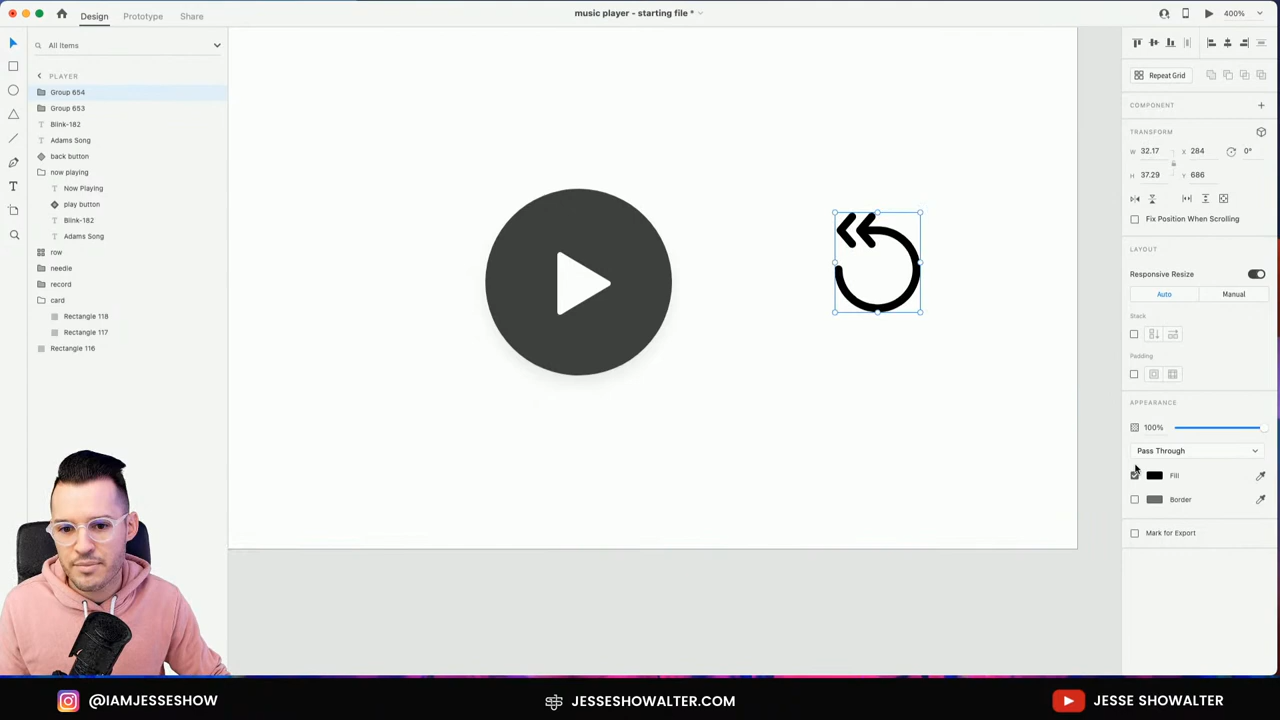 Design
Prototype
Share
music player - starting file *
400%
All Items
PLAYER
Group 654
Group 653
T Blink-182
T Adams Song
back button
now playing
T Now Playing
play button
T Blink-182
T Adams Song
row
needle
record
card
Rectangle 118
Rectangle 117
Rectangle 116
T
Repeat Grid
COMPONENT
TRANSFORM
W 32.17 X 284 0°
H 37.29 Y 686
Fix Position When Scrolling
LAYOUT
Responsive Resize
Auto Manual
Stack
Padding
APPEARANCE
100%
Pass Through
Fill
Border
Mark for Export
@IAMJESSESHOW
JESSESHOWALTER.COM
JESSE SHOWALTER